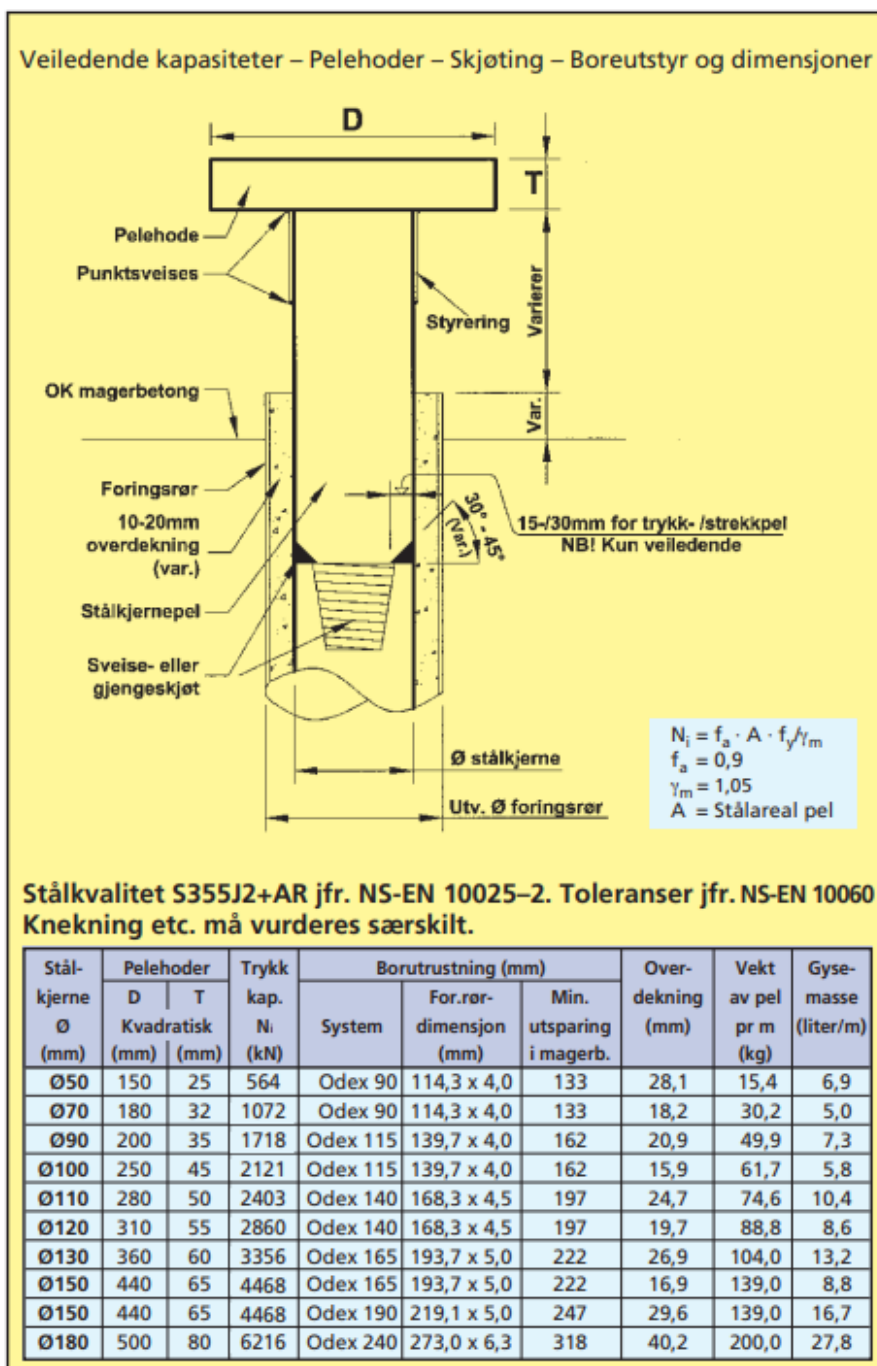 Veiledende kapasiteter – Pelehoder – Skjøting – Boreutstyr og dimensjoner
D
T
Pelehode
Punktsveises
Styrering
Varierer
OK magerbetong
Var.
Foringsrør
10-20mm
overdekning
(var.)
30° - 45°
(Var.)
15-/30mm for trykk- /strekkpel
NB! Kun veiledende
Stålkjernepel
Sveise- eller
gjengeskjøt
Ø stålkjerne
Utv. Ø foringsrør
Ni = fa · A · fy/γm
fa = 0,9
γm = 1,05
A = Stålareal pel
Stålkvalitet S355J2+AR jfr. NS-EN 10025–2. Toleranser jfr. NS-EN 10060
Knekning etc. må vurderes særskilt.
Stål- Pelehoder Trykk Borutrustning (mm) Over- Vekt Gyse-
kjerne D T kap. For.rør- Min. dekning av pel masse
Ø Kvadratisk Ni System dimensjon utsparing (mm) pr m (liter/m)
(mm) (mm) (mm) (kN) (mm) i magerb. (kg)
Ø50 150 25 564 Odex 90 114,3 x 4,0 133 28,1 15,4 6,9
Ø70 180 32 1072 Odex 90 114,3 x 4,0 133 18,2 30,2 5,0
Ø90 200 35 1718 Odex 115 139,7 x 4,0 162 20,9 49,9 7,3
Ø100 250 45 2121 Odex 115 139,7 x 4,0 162 15,9 61,7 5,8
Ø110 280 50 2403 Odex 140 168,3 x 4,5 197 24,7 74,6 10,4
Ø120 310 55 2860 Odex 140 168,3 x 4,5 197 19,7 88,8 8,6
Ø130 360 60 3356 Odex 165 193,7 x 5,0 222 26,9 104,0 13,2
Ø150 440 65 4468 Odex 165 193,7 x 5,0 222 16,9 139,0 8,8
Ø150 440 65 4468 Odex 190 219,1 x 5,0 247 29,6 139,0 16,7
Ø180 500 80 6216 Odex 240 273,0 x 6,3 318 40,2 200,0 27,8